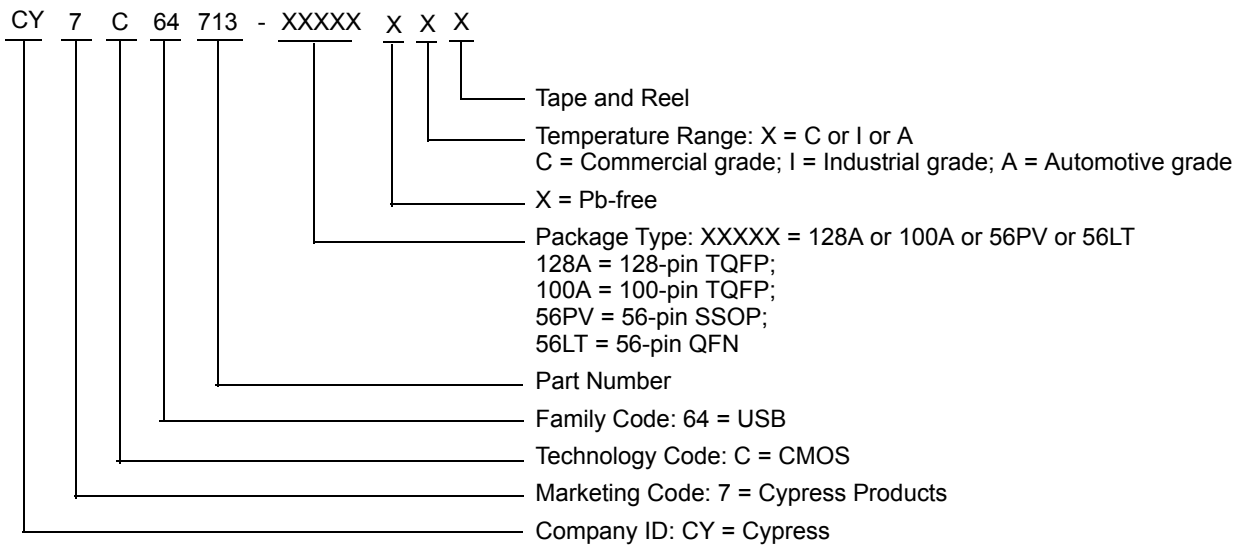 CY 7 C 64 713 - XXXXX X X X
Tape and Reel
Temperature Range: X = C or I or A
C = Commercial grade; I = Industrial grade; A = Automotive grade
X = Pb-free
Package Type: XXXXX = 128A or 100A or 56PV or 56LT
128A = 128-pin TQFP;
100A = 100-pin TQFP;
56PV = 56-pin SSOP;
56LT = 56-pin QFN
Part Number
Family Code: 64 = USB
Technology Code: C = CMOS
Marketing Code: 7 = Cypress Products
Company ID: CY = Cypress